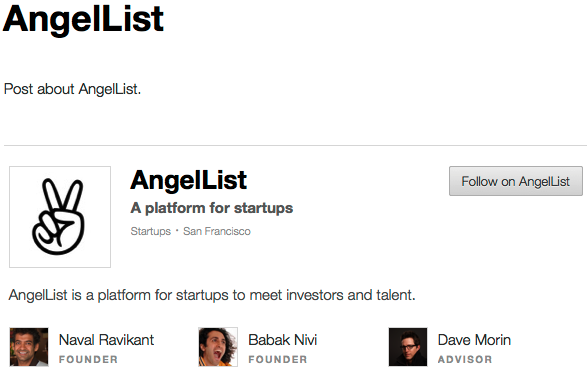 AngelList
Post about AngelList.
AngelList
Follow on AngelList
A platform for startups
Startups • San Francisco
AngelList is a platform for startups to meet investors and talent.
Naval Ravikant
FOUNDER
Babak Nivi
FOUNDER
Dave Morin
ADVISOR